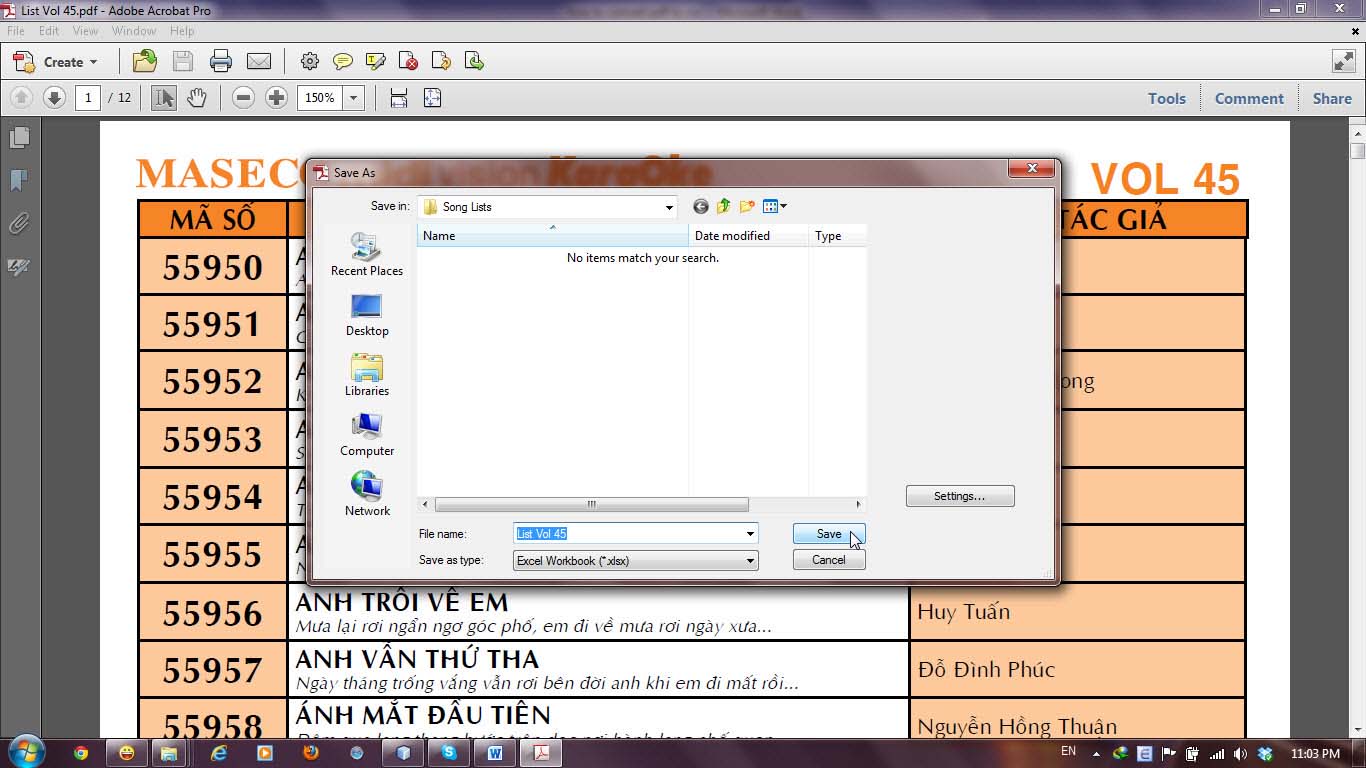 List Vol 45.pdf - Adobe Acrobat Pro
File Edit View Window Help
Create
1 / 12 150% Tools Comment Share
MASECO KaraOke VOL 45
Save As
Save in: Song Lists
Name Date modified Type
No items match your search.
Recent Places
Desktop
Libraries
Computer
Network
Settings...
File name: List Vol 45 Save
Save as type: Excel Workbook (*.xlsx) Cancel
MÃ SỐ TÁC GIẢ
55950
55951
55952 ong
55953
55954
55955
55956 ANH TRÔI VỀ EM Huy Tuấn
Mưa lại rơi ngẩn ngơ góc phố, em đi về mưa rơi ngày xưa...
55957 ANH VẪN THỨ THA Đỗ Đình Phúc
Ngày tháng trống vắng vẫn rơi bên đời anh khi em đi mất rồi...
55958 ÁNH MẮT ĐẦU TIÊN Nguyễn Hồng Thuận
EN 11:03 PM